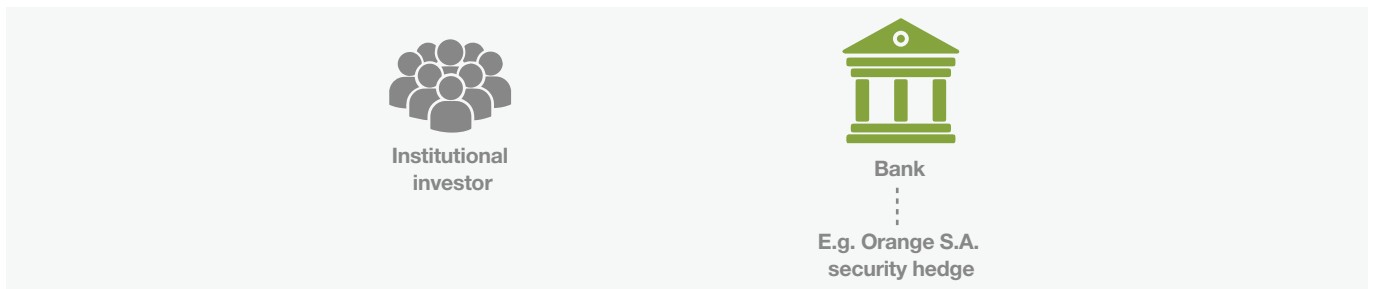 Institutional
investor
Bank
E.g. Orange S.A.
security hedge